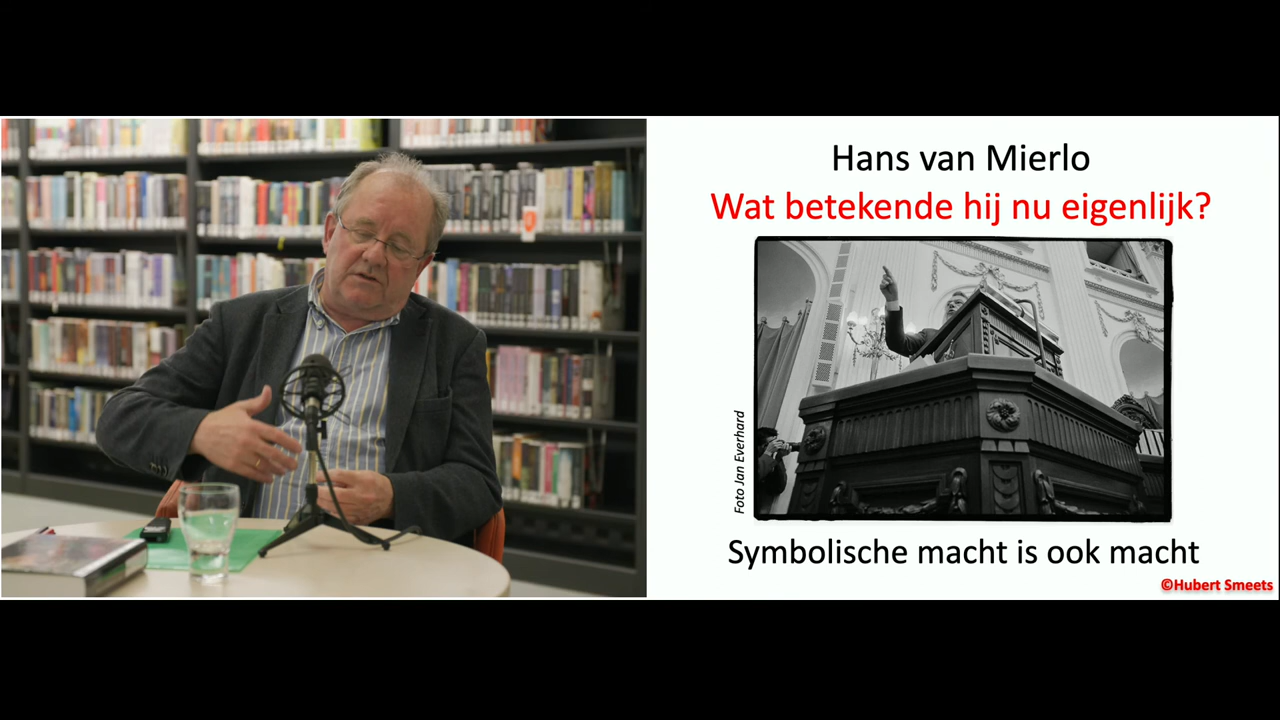 Hans van Mierlo
Wat betekende hij nu eigenlijk?
Foto Jan Everhard
Symbolische macht is ook macht
©Hubert Smeets